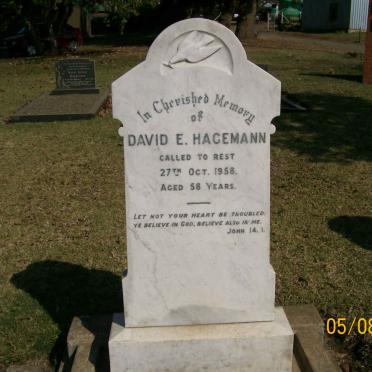 In Cherished Memory
of
DAVID E. HAGEMANN
CALLED TO REST
27TH OCT. 1958.
AGED 58 YEARS.
LET NOT YOUR HEART BE TROUBLED.
YE BELIEVE IN GOD, BELIEVE ALSO IN ME.
JOHN 14.1.
05/08